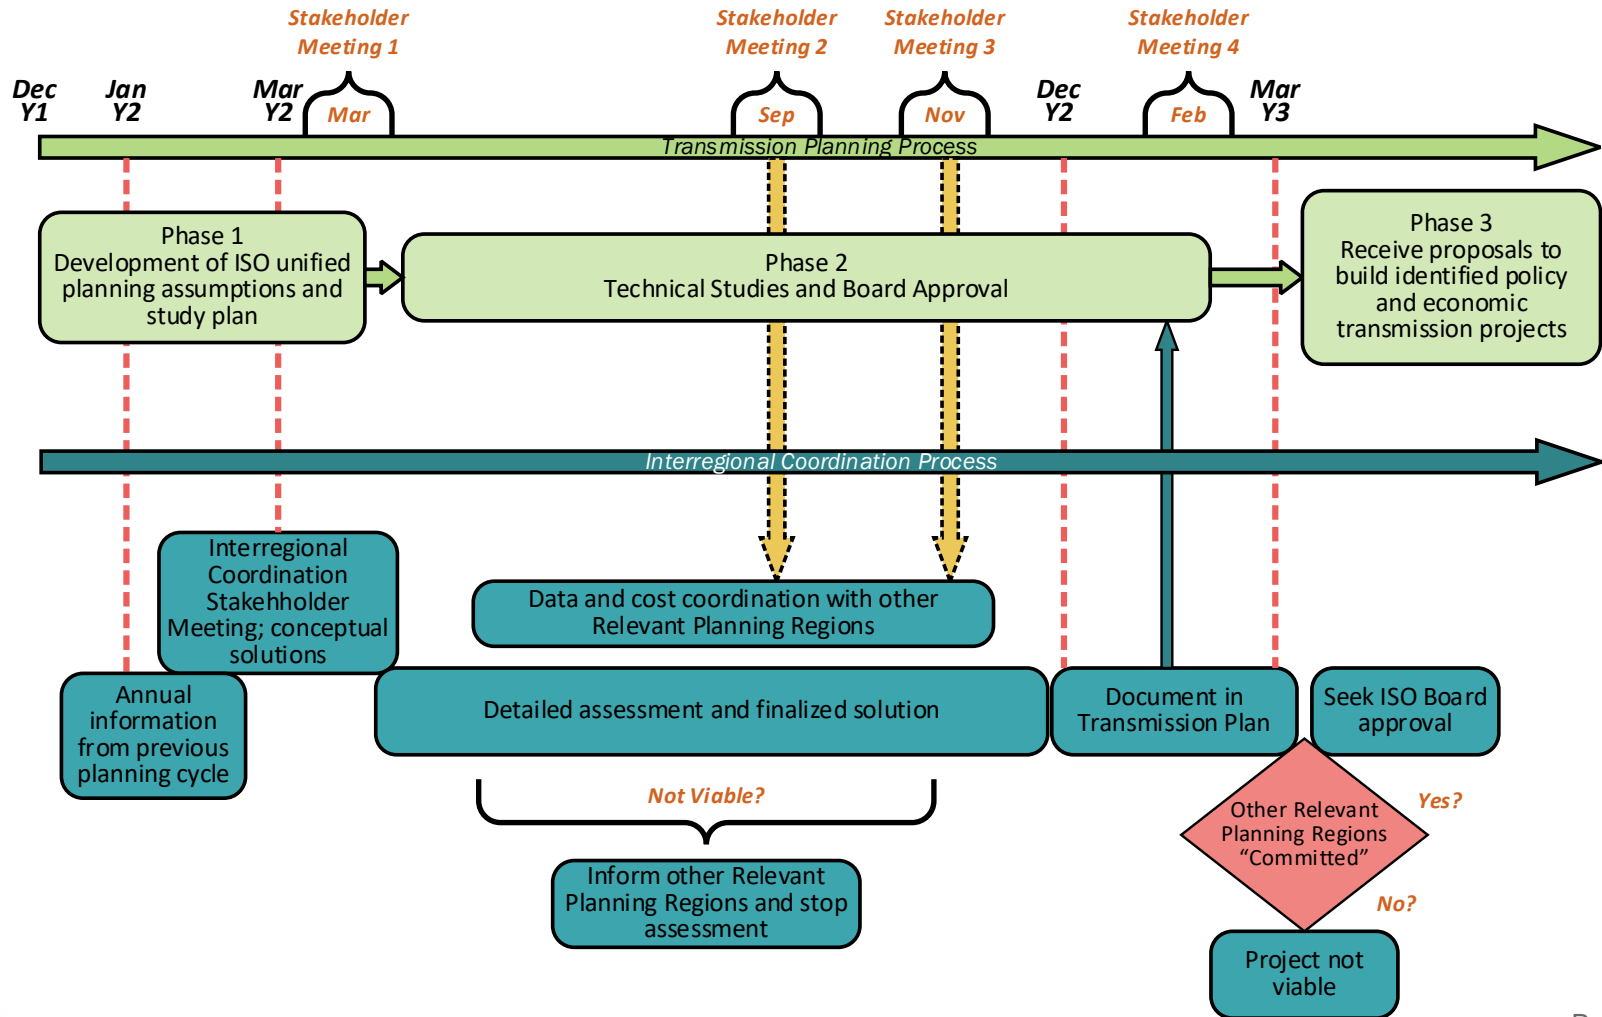 Stakeholder
Meeting 1
Stakeholder
Meeting 2
Stakeholder
Meeting 3
Stakeholder
Meeting 4
Dec
Y1
Jan
Y2
Mar
Y2
Mar
Sep
Nov
Dec
Y2
Feb
Mar
Y3
Transmission Planning Process
Phase 1
Development of ISO unified
planning assumptions and
study plan
Phase 2
Technical Studies and Board Approval
Phase 3
Receive proposals to
build identified policy
and economic
transmission projects
Interregional Coordination Process
Interregional
Coordination
Stakehholder
Meeting; conceptual
solutions
Data and cost coordination with other
Relevant Planning Regions
Annual
information
from previous
planning cycle
Detailed assessment and finalized solution
Document in
Transmission Plan
Seek ISO Board
approval
Not Viable?
Inform other Relevant
Planning Regions and stop
assessment
Other Relevant
Planning Regions
“Committed”
Yes?
No?
Project not
viable